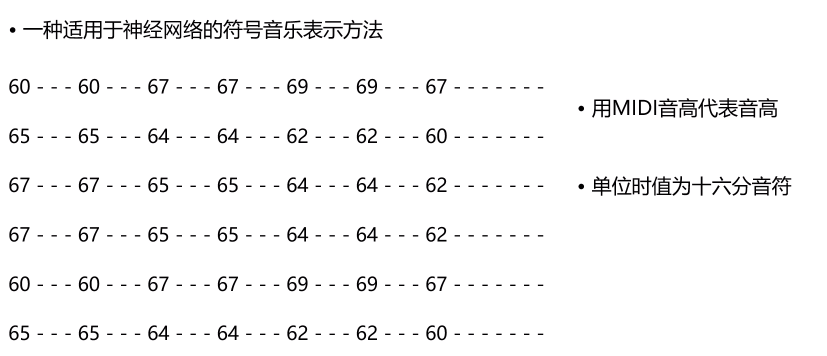 • 一种适用于神经网络的符号音乐表示方法
60 - - - 60 - - - 67 - - - 67 - - - 69 - - - 69 - - - 67 - - - - - - -
65 - - - 65 - - - 64 - - - 64 - - - 62 - - - 62 - - - 60 - - - - - - -
67 - - - 67 - - - 65 - - - 65 - - - 64 - - - 64 - - - 62 - - - - - - -
67 - - - 67 - - - 65 - - - 65 - - - 64 - - - 64 - - - 62 - - - - - - -
60 - - - 60 - - - 67 - - - 67 - - - 69 - - - 69 - - - 67 - - - - - - -
65 - - - 65 - - - 64 - - - 64 - - - 62 - - - 62 - - - 60 - - - - - - -
• 用MIDI音高代表音高
• 单位时值为十六分音符